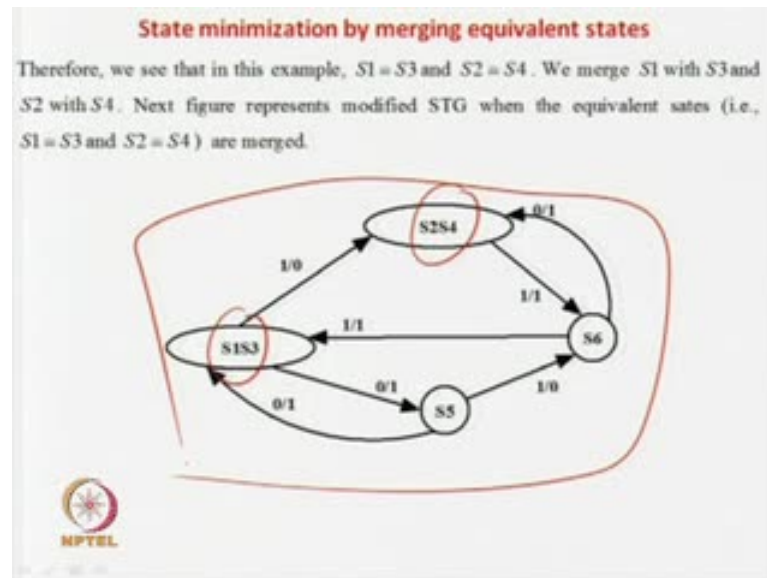 State minimization by merging equivalent states
Therefore, we see that in this example, S1 = S3 and S2 = S4. We merge S1 with S3 and
S2 with S4. Next figure represents modified STG when the equivalent sates (i.e.,
S1 = S3 and S2 = S4) are merged.
0/1
S2S4
1/0
1/1
1/1
S6
S1S3
0/1
1/0
0/1
S5
NPTEL